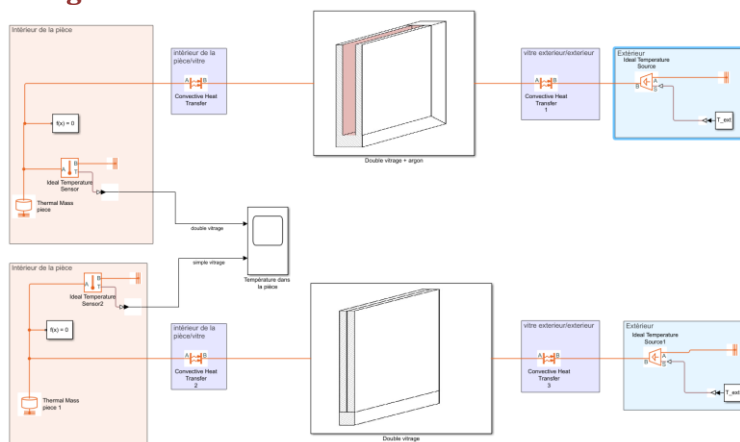 Intérieur de la pièce
intérieur de la
pièce/vitre
A B
Convective Heat
Transfer
Double vitrage + argon
vitre exterieur/exterieur
A B
Convective Heat
Transfer
1
Extérieur
Ideal Temperature
Source
B
A
S
T_ext
f(x) = 0
A
B
T
Ideal Temperature
Sensor
Thermal Mass
piece
double vitrage
simple vitrage
Température dans
la pièce
Intérieur de la pièce
A
B
T
Ideal Temperature
Sensor2
f(x) = 0
Thermal Mass
piece 1
intérieur de la
pièce/vitre
A B
Convective Heat
Transfer
2
Double vitrage
vitre exterieur/exterieur
A B
Convective Heat
Transfer
3
Extérieur
Ideal Temperature
Source1
B
A
S